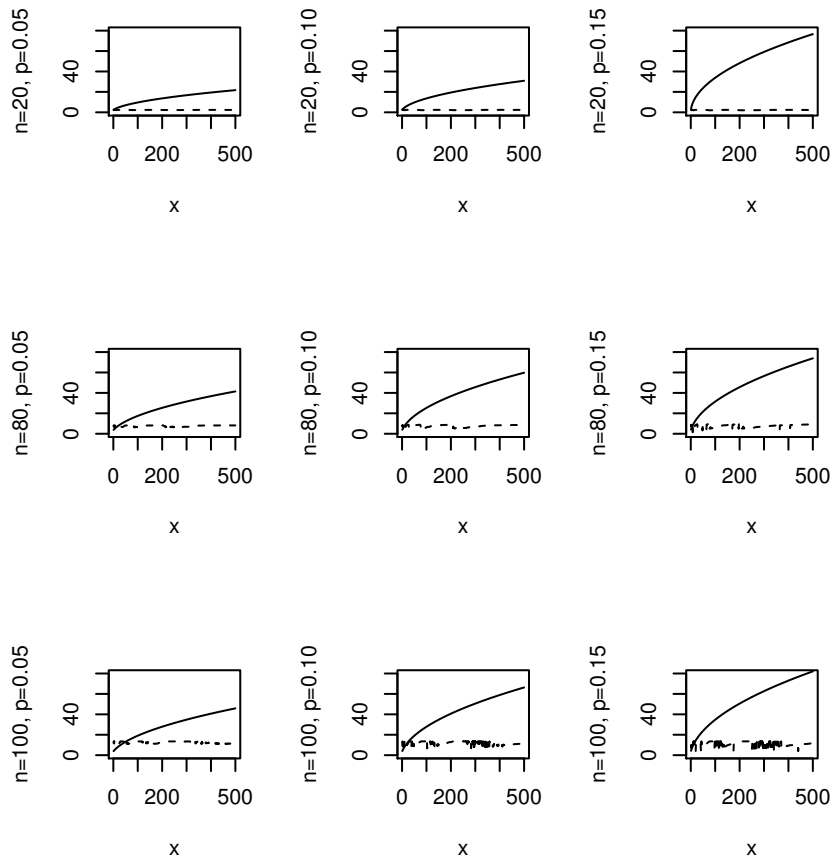 n=20, p=0.05
0 40
0 200 500
x
n=20, p=0.10
0 40
0 200 500
x
n=20, p=0.15
0 40
0 200 500
x
n=80, p=0.05
0 40
0 200 500
x
n=80, p=0.10
0 40
0 200 500
x
n=80, p=0.15
0 40
0 200 500
x
n=100, p=0.05
0 40
0 200 500
x
n=100, p=0.10
0 40
0 200 500
x
n=100, p=0.15
0 40
0 200 500
x